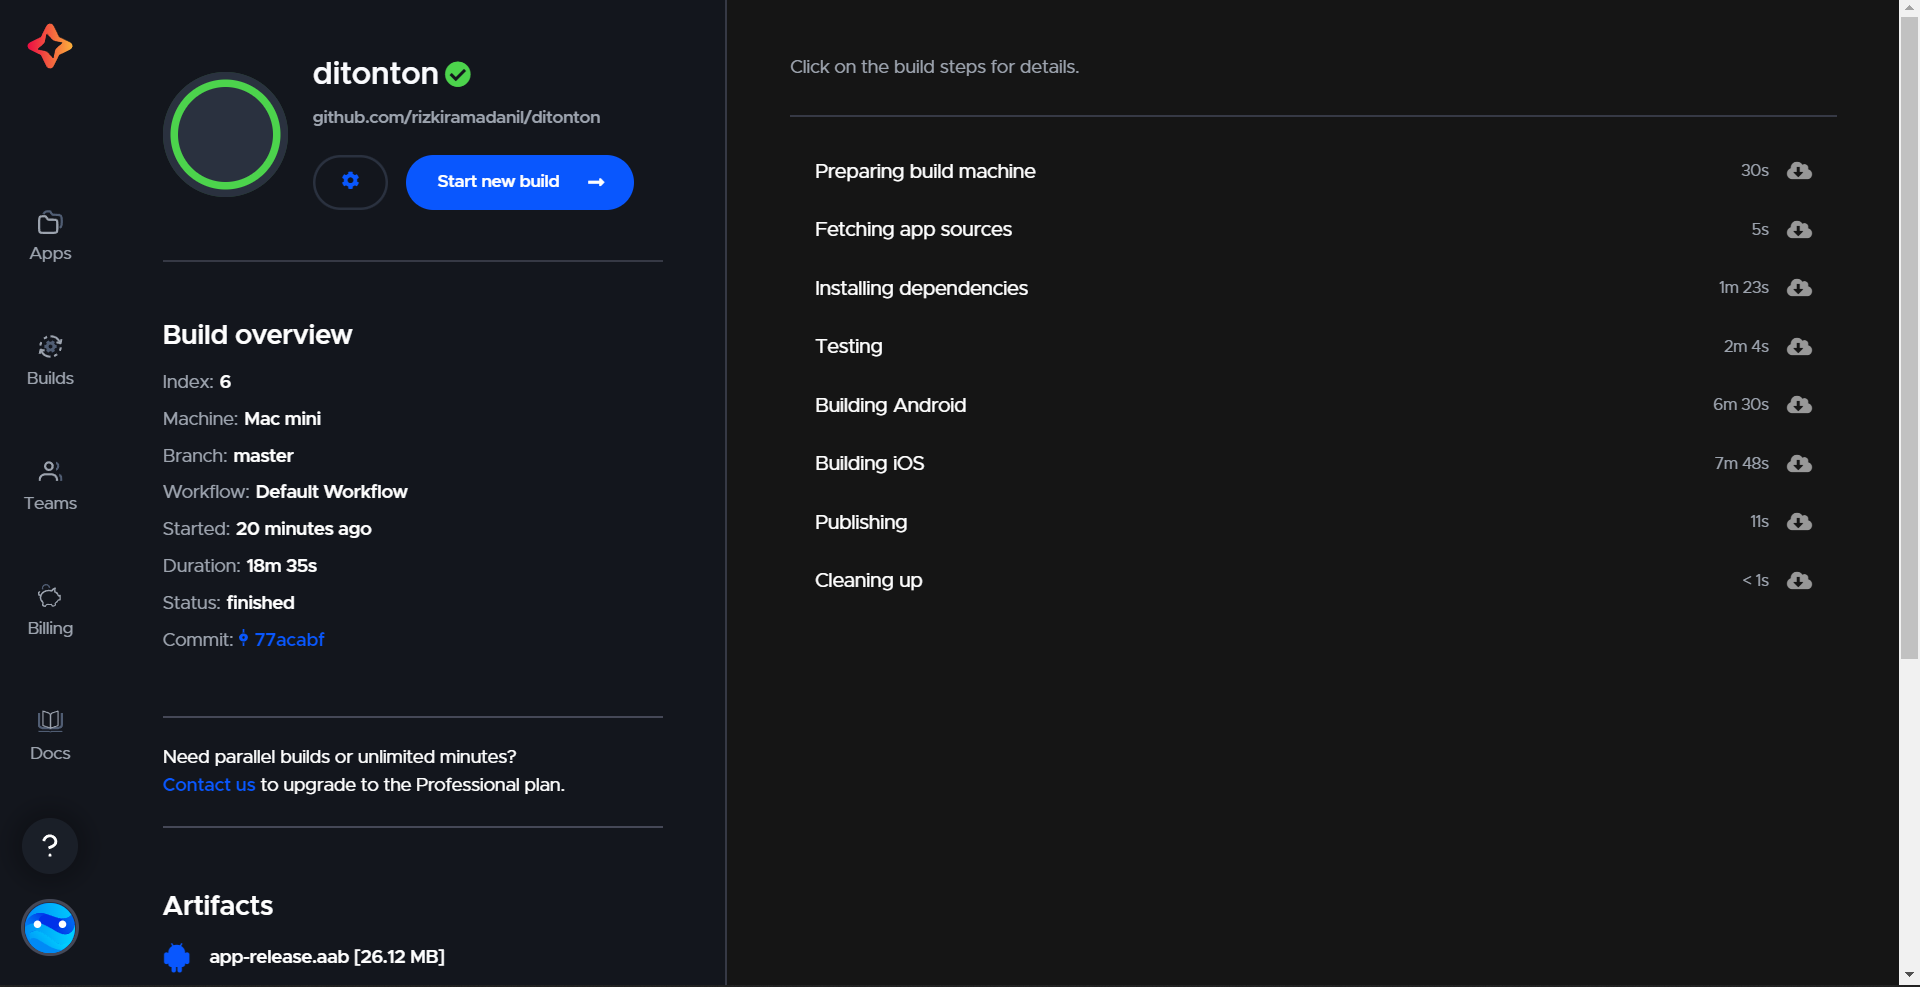 Apps
Builds
Teams
Billing
Docs
?
ditonton
github.com/rizkiramadanil/ditonton
Start new build
Build overview
Index: 6
Machine: Mac mini
Branch: master
Workflow: Default Workflow
Started: 20 minutes ago
Duration: 18m 35s
Status: finished
Commit: 77acabf
Need parallel builds or unlimited minutes?
Contact us to upgrade to the Professional plan.
Artifacts
app-release.aab [26.12 MB]
Click on the build steps for details.
Preparing build machine 30s
Fetching app sources 5s
Installing dependencies 1m 23s
Testing 2m 4s
Building Android 6m 30s
Building iOS 7m 48s
Publishing 11s
Cleaning up < 1s